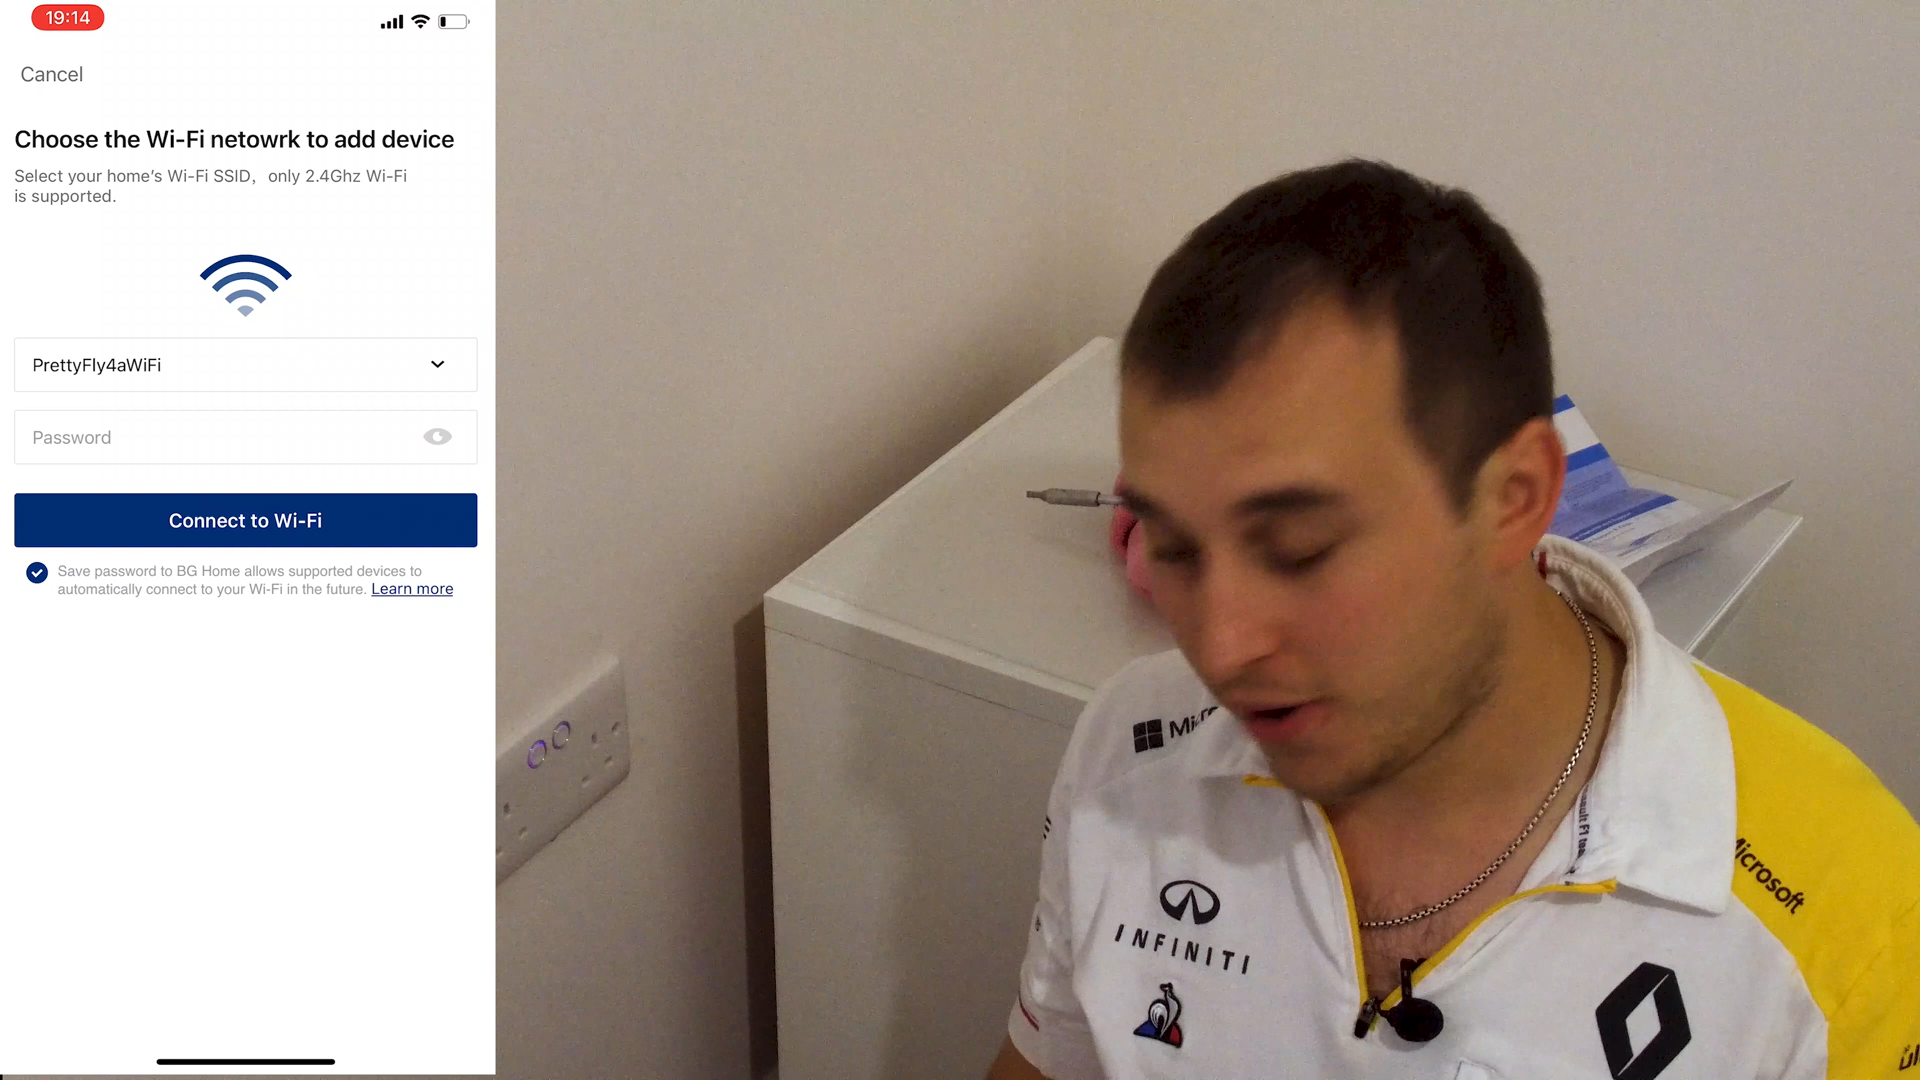 19:14
Cancel
Choose the Wi-Fi netowrk to add device
Select your home's Wi-Fi SSID, only 2.4Ghz Wi-Fi
is supported.
PrettyFly4aWiFi
Password
Connect to Wi-Fi
Save password to BG Home allows supported devices to
automatically connect to your Wi-Fi in the future. Learn more
INFINITI
Microsoft